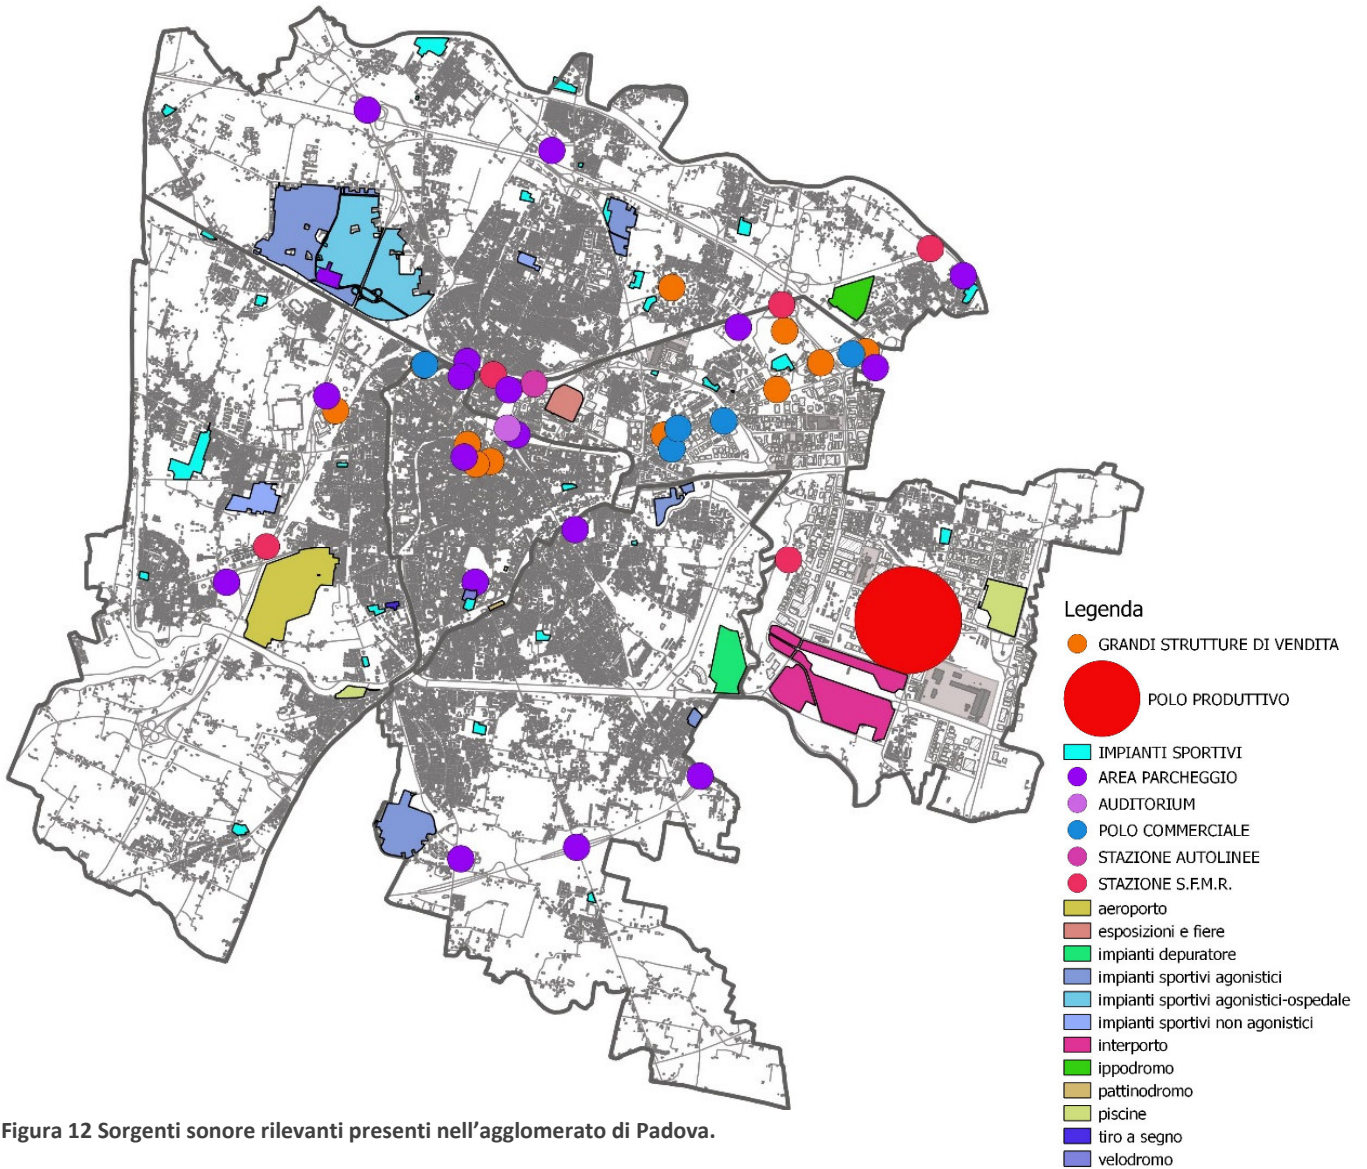 Legenda
GRANDI STRUTTURE DI VENDITA
POLO PRODUTTIVO
IMPIANTI SPORTIVI
AREA PARCHEGGIO
AUDITORIUM
POLO COMMERCIALE
STAZIONE AUTOLINEE
STAZIONE S.F.M.R.
aeroporto
esposizioni e fiere
impianti depuratore
impianti sportivi agonistici
impianti sportivi agonistici-ospedale
impianti sportivi non agonistici
interporto
ippodromo
pattinodromo
piscine
tiro a segno
velodromo
Figura 12 Sorgenti sonore rilevanti presenti nell’agglomerato di Padova.